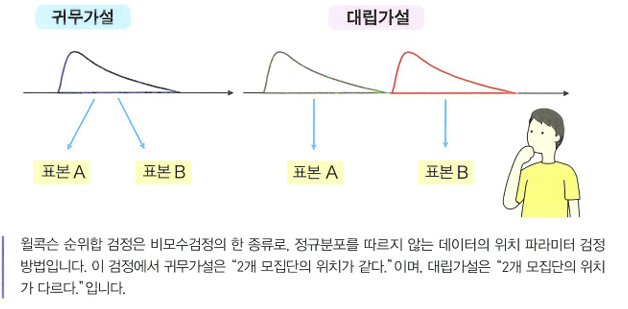 귀무가설
대립가설
표본 A
표본 B
표본 A
표본 B
윌콕슨 순위합 검정은 비모수검정의 한 종류로, 정규분포를 따르지 않는 데이터의 위치 파라미터 검정
방법입니다. 이 검정에서 귀무가설은 “2개 모집단의 위치가 같다.”이며, 대립가설은 “2개 모집단의 위치
가 다르다.”입니다.